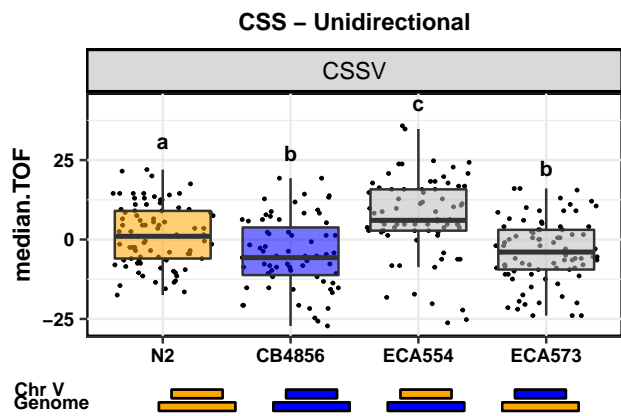 CSS – Unidirectional
CSSV
median.TOF
25
0
−25
a
b
c
b
N2 CB4856 ECA554 ECA573
Chr V
Genome